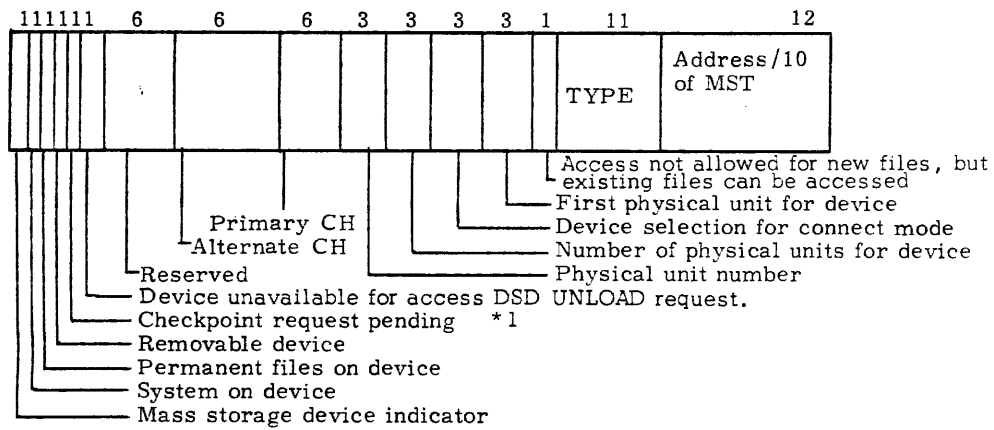 111111 6 6 6 3 3 3 3 1 11 12
TYPE
Address/10
of MST
Access not allowed for new files, but
existing files can be accessed
First physical unit for device
Primary CH
Device selection for connect mode
Alternate CH
Number of physical units for device
Reserved
Physical unit number
Device unavailable for access DSD UNLOAD request.
Checkpoint request pending *1
Removable device
Permanent files on device
System on device
Mass storage device indicator